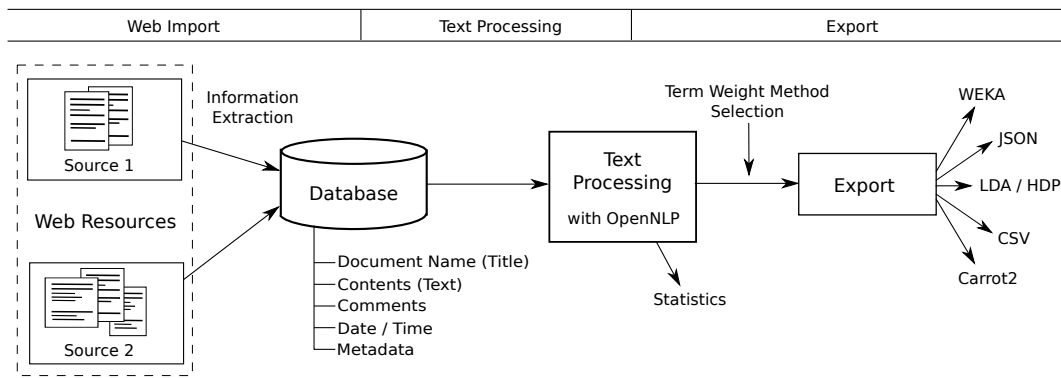 Web Import
Text Processing
Export
Information
Extraction
Source 1
Web Resources
Source 2
Database
Document Name (Title)
Contents (Text)
Comments
Date / Time
Metadata
Text
Processing
with OpenNLP
Statistics
Term Weight Method
Selection
Export
WEKA
JSON
LDA / HDP
CSV
Carrot2